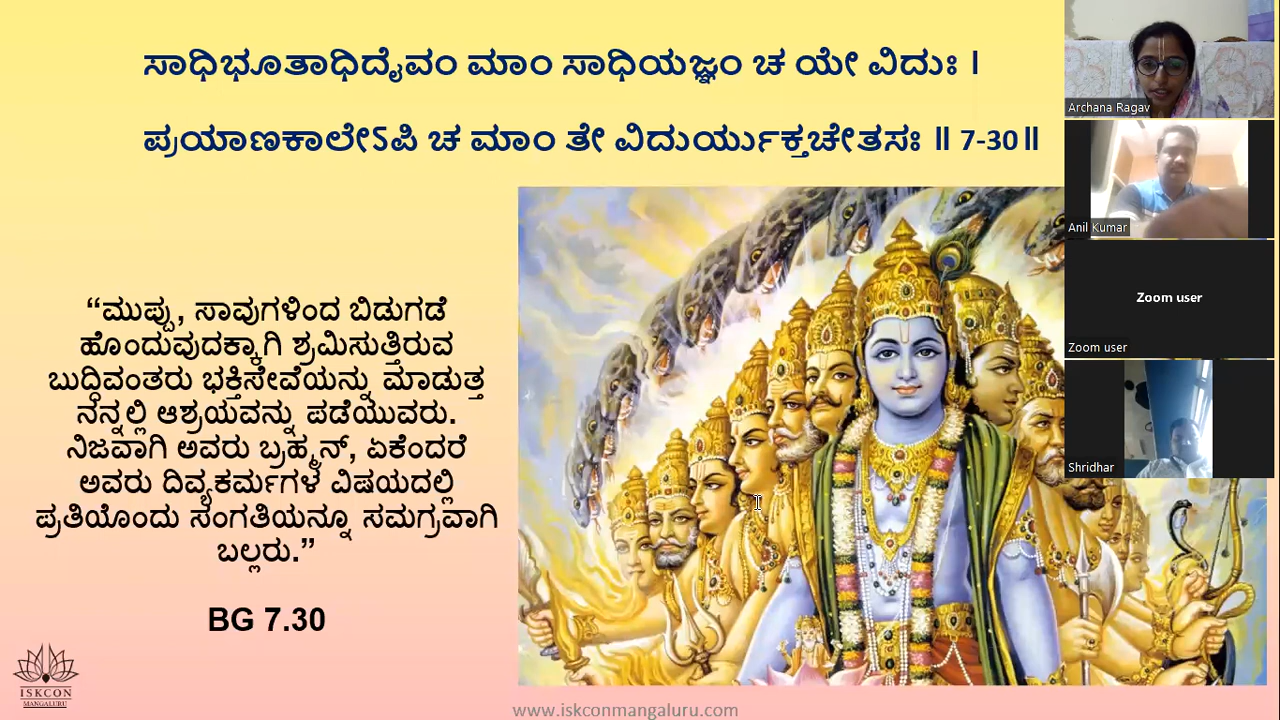 ಸಾಧಿಭೂತಾಧಿದೈವಂ ಮಾಂ ಸಾಧಿಯಜ್ಞಂ ಚ ಯೇ ವಿದುಃ ।
ಪ್ರಯಾಣಕಾಲೇಽಪಿ ಚ ಮಾಂ ತೇ ವಿದುರ್ಯುಕ್ತಚೇತಸಃ ॥ 7-30॥
“ಮುಪ್ಪು, ಸಾವುಗಳಿಂದ ಬಿಡುಗಡೆ
ಹೊಂದುವುದಕ್ಕಾಗಿ ಶ್ರಮಿಸುತ್ತಿರುವ
ಬುದ್ಧಿವಂತರು ಭಕ್ತಿಸೇವೆಯನ್ನು ಮಾಡುತ್ತ
ನನ್ನಲ್ಲಿ ಆಶ್ರಯವನ್ನು ಪಡೆಯುವರು.
ನಿಜವಾಗಿ ಅವರು ಬ್ರಹ್ಮನ್, ಏಕೆಂದರೆ
ಅವರು ದಿವ್ಯಕರ್ಮಗಳ ವಿಷಯದಲ್ಲಿ
ಪ್ರತಿಯೊಂದು ಸಂಗತಿಯನ್ನೂ ಸಮಗ್ರವಾಗಿ
ಬಲ್ಲರು.”
BG 7.30
ISKCON
MANGALURU
www.iskconmangaluru.com
Archana Ragav
Anil Kumar
Zoom user
Zoom user
Shridhar